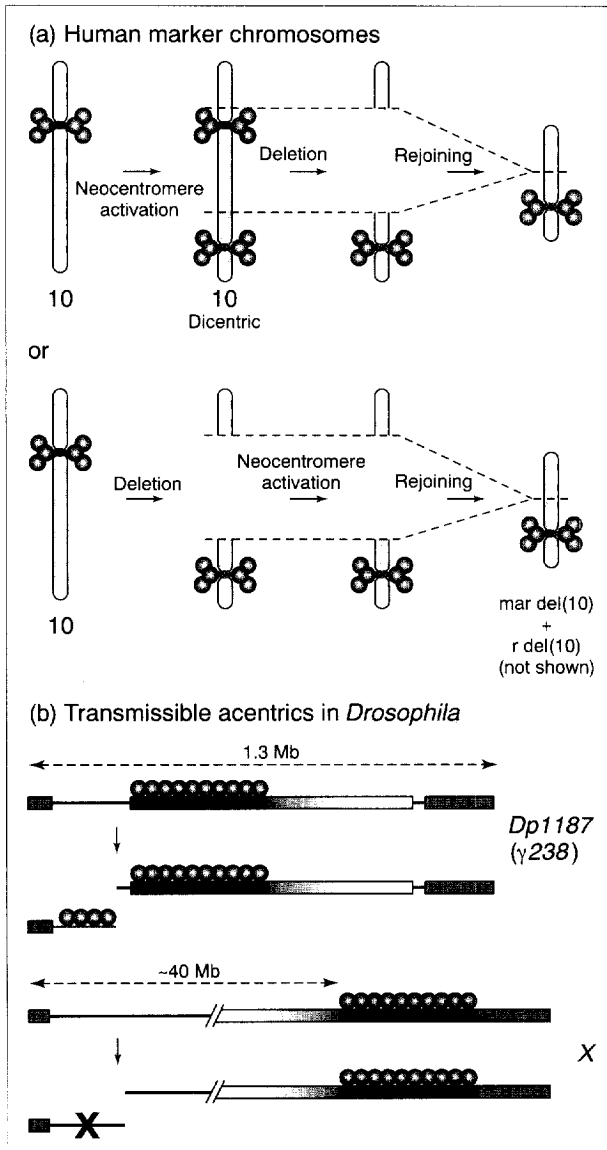 (a) Human marker chromosomes
Neocentromere
activation
Deletion
Rejoining
10
10
Dicentric
or
Deletion
Neocentromere
activation
Rejoining
10
mar del(10)
+
r del(10)
(not shown)
(b) Transmissible acentrics in Drosophila
1.3 Mb
Dp1187
(γ238)
~40 Mb
X
X